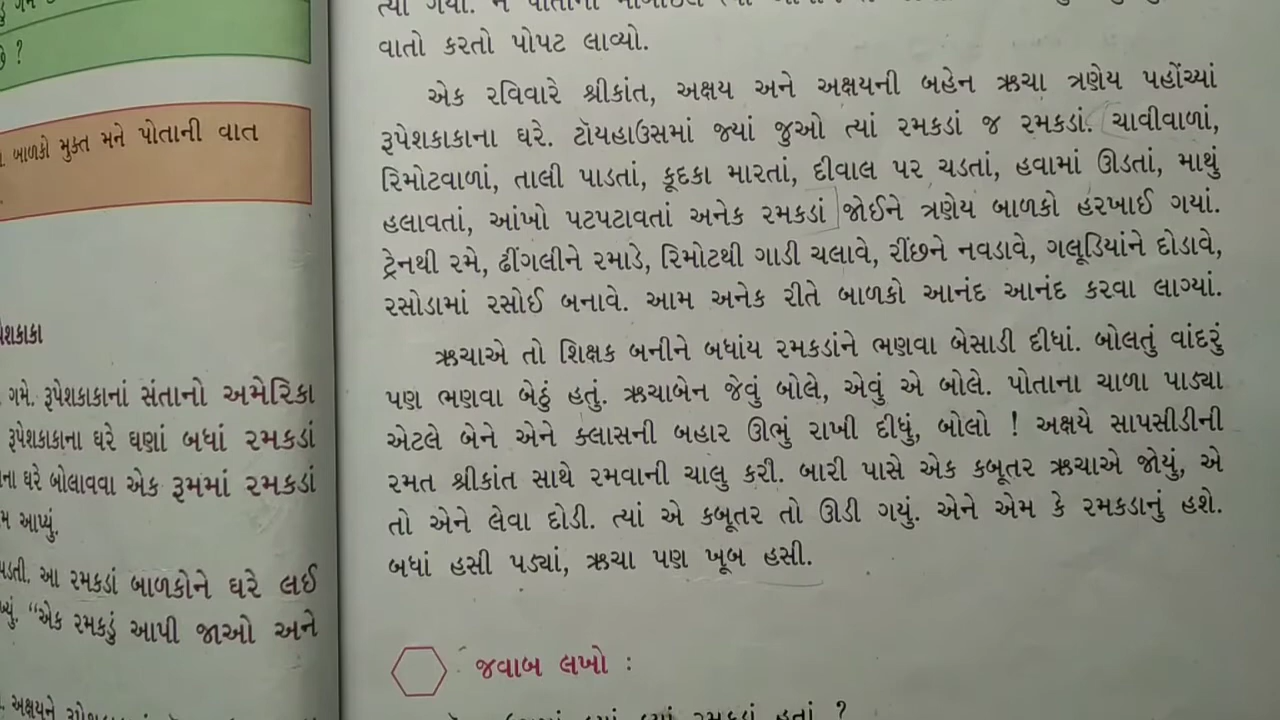 છે ?
બાળકો મુક્ત મને પોતાની વાત
ગમે. રૂપેશકાકાનાં સંતાનો અમેરિકા
રૂપેશકાકાના ઘરે ઘણાં બધાં રમકડાં
ઘરે બોલાવવા એક રૂમમાં રમકડાં
આપ્યું.
આ રમકડાં બાળકોને ઘરે લઈ
“એક રમકડું આપી જાઓ અને
અક્ષયને
વાતો કરતો પોપટ લાવ્યો.
એક રવિવારે શ્રીકાંત, અક્ષય અને અક્ષયની બહેન ઋચા ત્રણેય પહોંચ્યાં
રૂપેશકાકાના ઘરે. ટૉયહાઉસમાં જ્યાં જુઓ ત્યાં રમકડાં જ રમકડાં. ચાવીવાળાં,
રિમોટવાળાં, તાલી પાડતાં, કૂદકા મારતાં, દીવાલ પર ચડતાં, હવામાં ઊડતાં, માથું
હલાવતાં, આંખો પટપટાવતાં અનેક રમકડાં જોઈને ત્રણેય બાળકો હરખાઈ ગયાં.
ટ્રેનથી રમે, ઢીંગલીને રમાડે, રિમોટથી ગાડી ચલાવે, રીંછને નવડાવે, ગલૂડિયાંને દોડાવે,
રસોડામાં રસોઈ બનાવે. આમ અનેક રીતે બાળકો આનંદ આનંદ કરવા લાગ્યાં.
ઋચાએ તો શિક્ષક બનીને બધાંય રમકડાંને ભણવા બેસાડી દીધાં. બોલતું વાંદરું
પણ ભણવા બેઠું હતું. ઋચાબેન જેવું બોલે, એવું એ બોલે. પોતાના ચાળા પાડ્યા
એટલે બેને એને ક્લાસની બહાર ઊભું રાખી દીધું, બોલો ! અક્ષયે સાપસીડીની
રમત શ્રીકાંત સાથે રમવાની ચાલુ કરી. બારી પાસે એક કબૂતર ઋચાએ જોયું, એ
તો એને લેવા દોડી. ત્યાં એ કબૂતર તો ઊડી ગયું. એને એમ કે રમકડાનું હશે.
બધાં હસી પડ્યાં, ઋચા પણ ખૂબ હસી.
જવાબ લખો :